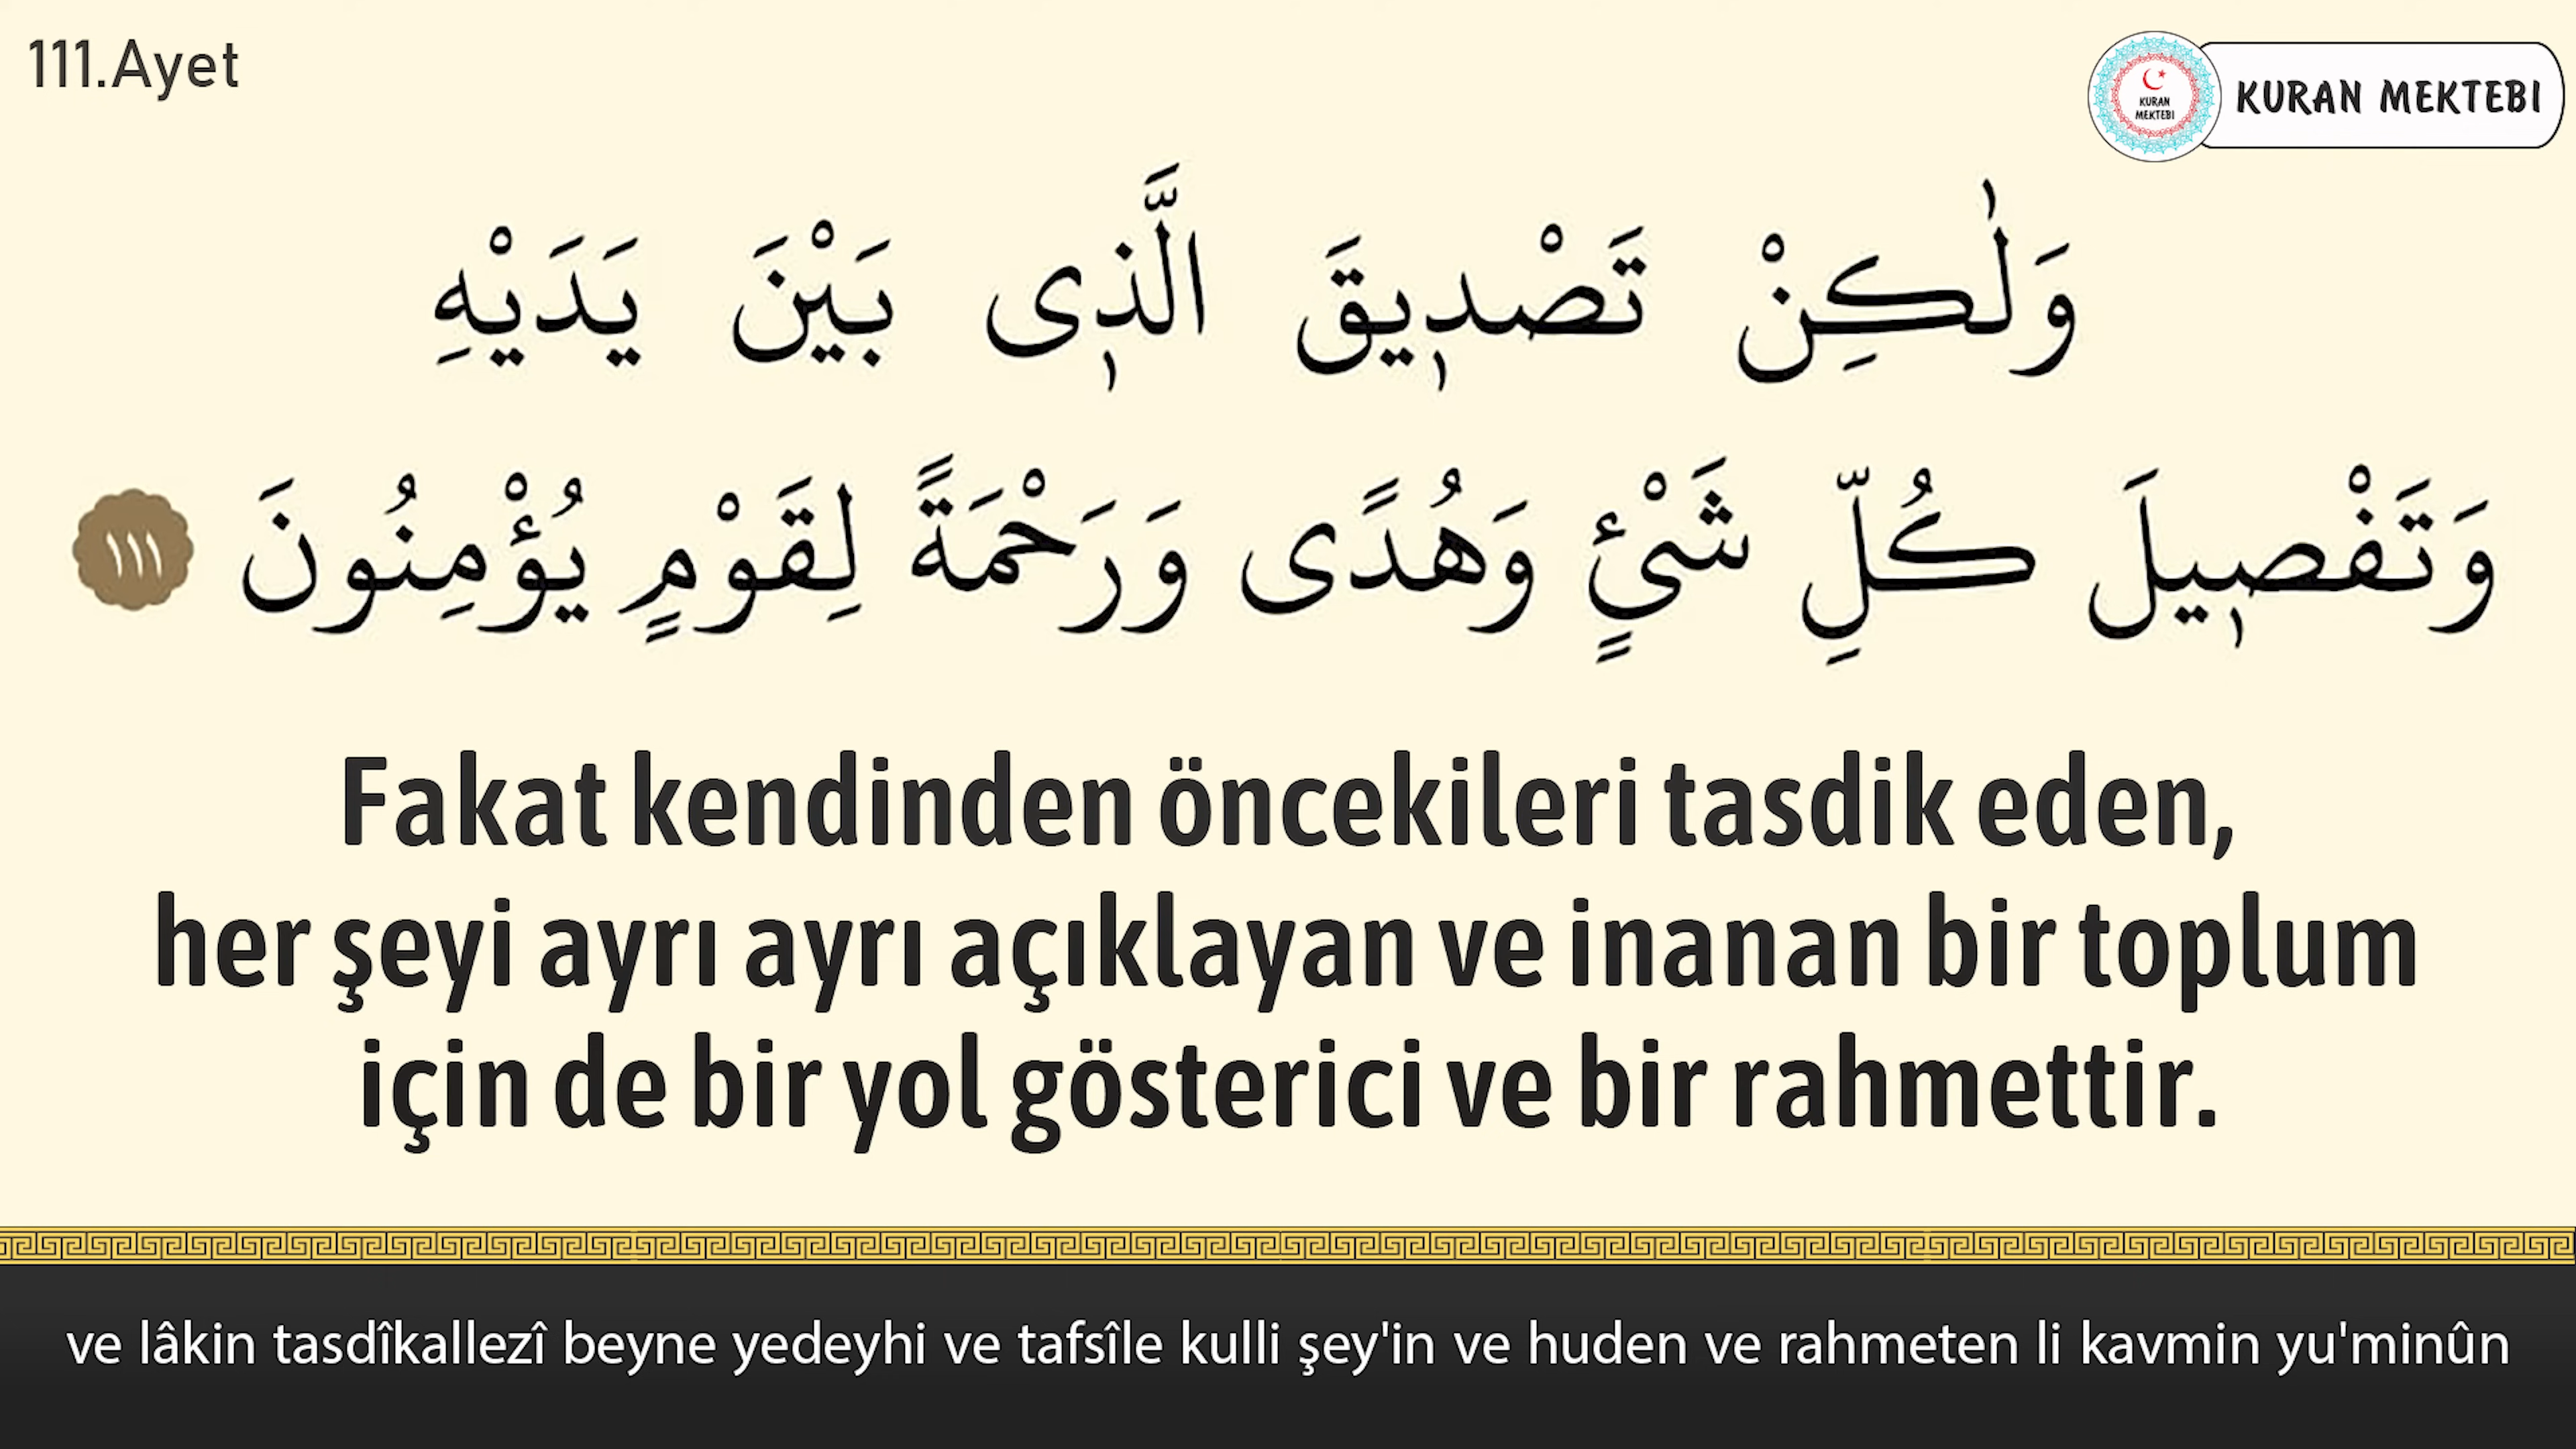 111.Ayet
KURAN MEKTEBI
KURAN
MEKTEBI
وَلٰكِنْ تَصْدٖيقَ الَّذٖى بَيْنَ يَدَيْهِ
وَتَفْصٖيلَ كُلِّ شَیْئٍ وَهُدًى وَرَحْمَةً لِقَوْمٍ يُؤْمِنُونَ ١١١
Fakat kendinden öncekileri tasdik eden,
her şeyi ayrı ayrı açıklayan ve inanan bir toplum
için de bir yol gösterici ve bir rahmettir.
ve lâkin tasdîkallezî beyne yedeyhi ve tafsîle kulli şey'in ve huden ve rahmeten li kavmin yu'minûn